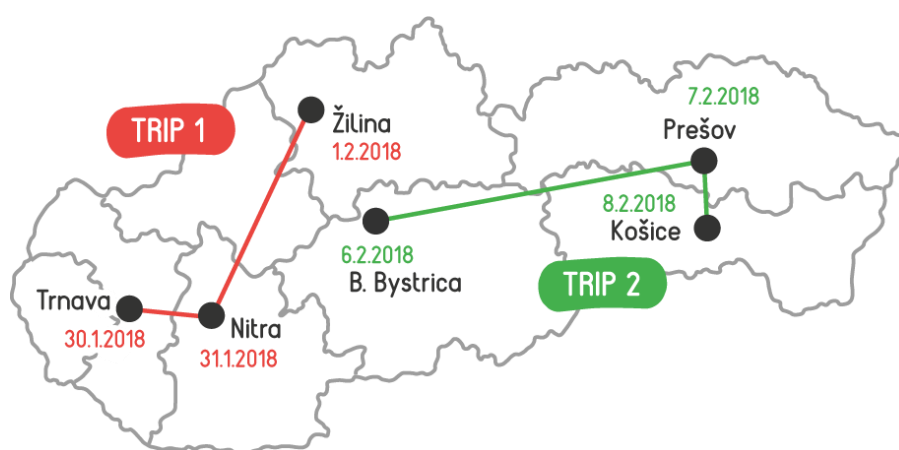 TRIP 1
Žilina
1.2.2018
Trnava
30.1.2018
Nitra
31.1.2018
7.2.2018
Prešov
8.2.2018
Košice
6.2.2018
B. Bystrica
TRIP 2